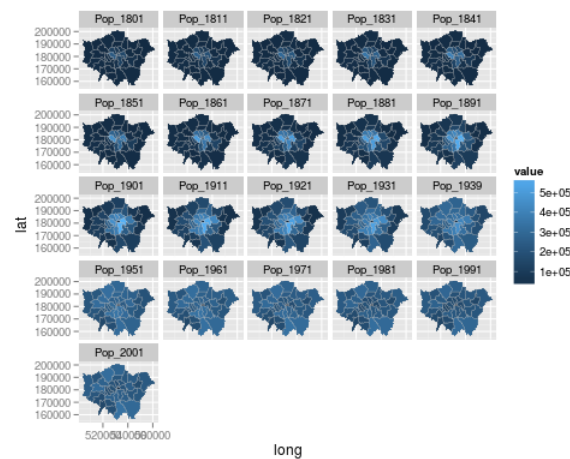 Pop_1801 Pop_1811 Pop_1821 Pop_1831 Pop_1841
200000
190000
180000
170000
160000
Pop_1851 Pop_1861 Pop_1871 Pop_1881 Pop_1891
200000
190000
180000
170000
160000
Pop_1901 Pop_1911 Pop_1921 Pop_1931 Pop_1939
200000
190000
180000
170000
160000
Pop_1951 Pop_1961 Pop_1971 Pop_1981 Pop_1991
200000
190000
180000
170000
160000
Pop_2001
200000
190000
180000
170000
160000
lat
long
value
5e+05
4e+05
3e+05
2e+05
1e+05